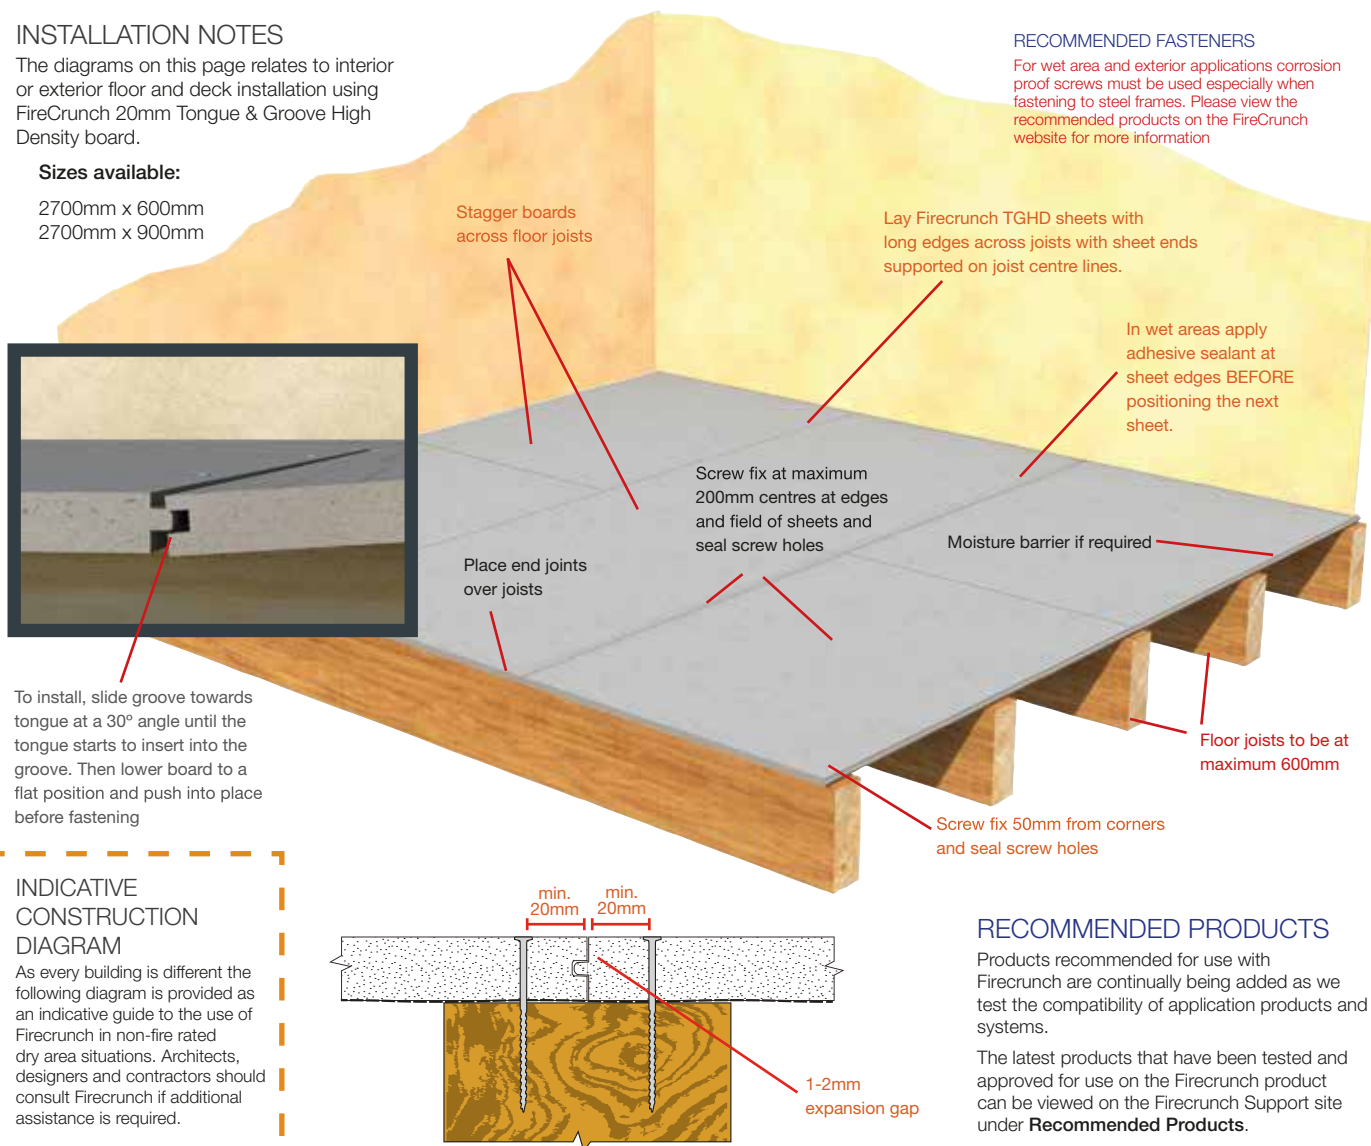 INSTALLATION NOTES
The diagrams on this page relates to interior
or exterior floor and deck installation using
FireCrunch 20mm Tongue & Groove High
Density board.
Sizes available:
2700mm x 600mm
2700mm x 900mm
RECOMMENDED FASTENERS
For wet area and exterior applications corrosion
proof screws must be used especially when
fastening to steel frames. Please view the
recommended products on the FireCrunch
website for more information
Stagger boards
across floor joists
Lay Firecrunch TGHD sheets with
long edges across joists with sheet ends
supported on joist centre lines.
In wet areas apply
adhesive sealant at
sheet edges BEFORE
positioning the next
sheet.
Screw fix at maximum
200mm centres at edges
and field of sheets and
seal screw holes
Moisture barrier if required
Place end joints
over joists
To install, slide groove towards
tongue at a 30º angle until the
tongue starts to insert into the
groove. Then lower board to a
flat position and push into place
before fastening
Floor joists to be at
maximum 600mm
Screw fix 50mm from corners
and seal screw holes
INDICATIVE
CONSTRUCTION
DIAGRAM
As every building is different the
following diagram is provided as
an indicative guide to the use of
Firecrunch in non-fire rated
dry area situations. Architects,
designers and contractors should
consult Firecrunch if additional
assistance is required.
min.
20mm
min.
20mm
1-2mm
expansion gap
RECOMMENDED PRODUCTS
Products recommended for use with
Firecrunch are continually being added as we
test the compatibility of application products and
systems.
The latest products that have been tested and
approved for use on the Firecrunch product
can be viewed on the Firecrunch Support site
under Recommended Products.